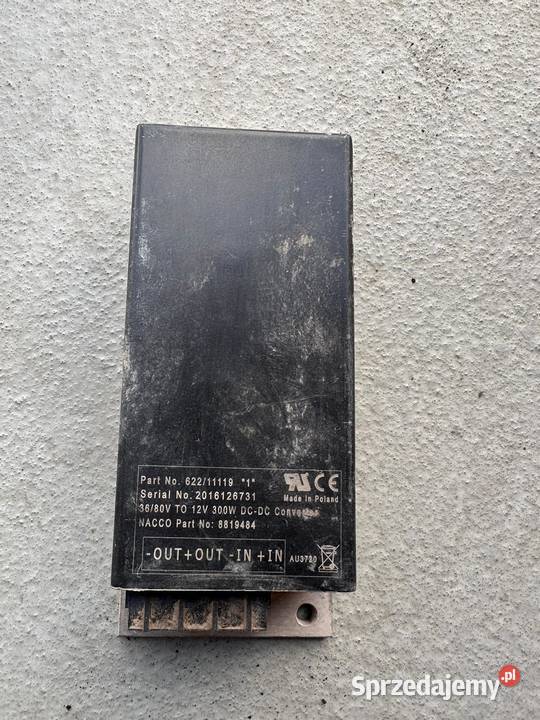 Part No. 622/11119 "1"
Serial No. 2016126731
Made in Poland
36/80V TO 12V 300W DC-DC Converter
NACCO Part No: 8819484
-OUT+OUT-IN+IN
AU3720
Sprzedajemy.pl